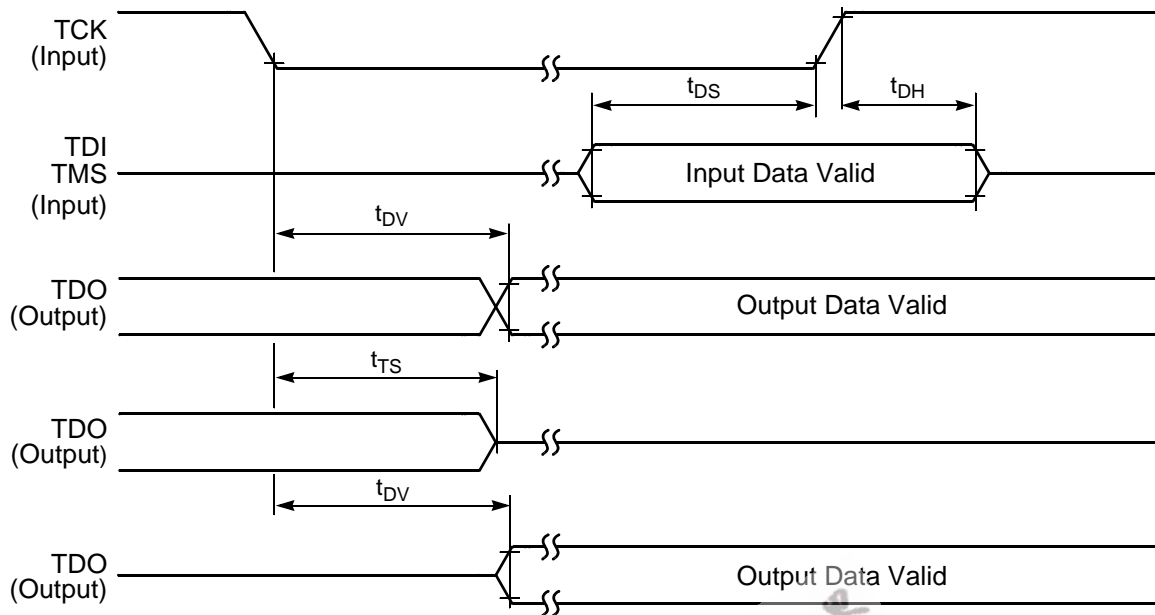 TCK
(Input)
tDS
tDH
TDI
TMS
(Input)
Input Data Valid
tDV
TDO
(Output)
Output Data Valid
tTS
TDO
(Output)
tDV
TDO
(Output)
Output Data Valid